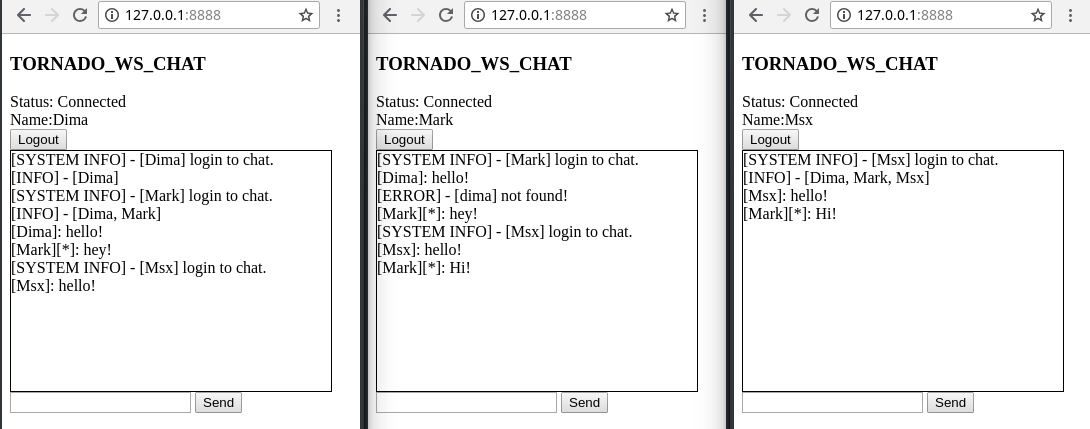 127.0.0.1:8888
TORNADO_WS_CHAT
Status: Connected
Name:Dima
Logout
[SYSTEM INFO] - [Dima] login to chat.
[INFO] - [Dima]
[SYSTEM INFO] - [Mark] login to chat.
[INFO] - [Dima, Mark]
[Dima]: hello!
[Mark][*]: hey!
[SYSTEM INFO] - [Msx] login to chat.
[Msx]: hello!
Send
127.0.0.1:8888
TORNADO_WS_CHAT
Status: Connected
Name:Mark
Logout
[SYSTEM INFO] - [Mark] login to chat.
[Dima]: hello!
[ERROR] - [dima] not found!
[Mark][*]: hey!
[SYSTEM INFO] - [Msx] login to chat.
[Msx]: hello!
[Mark][*]: Hi!
Send
127.0.0.1:8888
TORNADO_WS_CHAT
Status: Connected
Name:Msx
Logout
[SYSTEM INFO] - [Msx] login to chat.
[INFO] - [Dima, Mark, Msx]
[Msx]: hello!
[Mark][*]: Hi!
Send